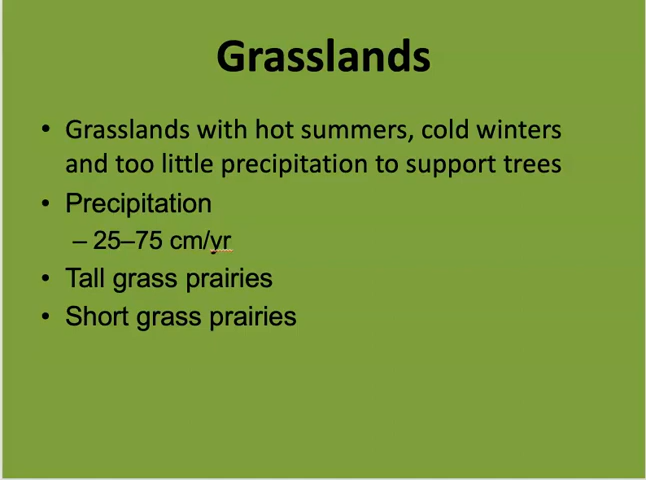 Grasslands
• Grasslands with hot summers, cold winters
and too little precipitation to support trees
• Precipitation
– 25–75 cm/yr
• Tall grass prairies
• Short grass prairies